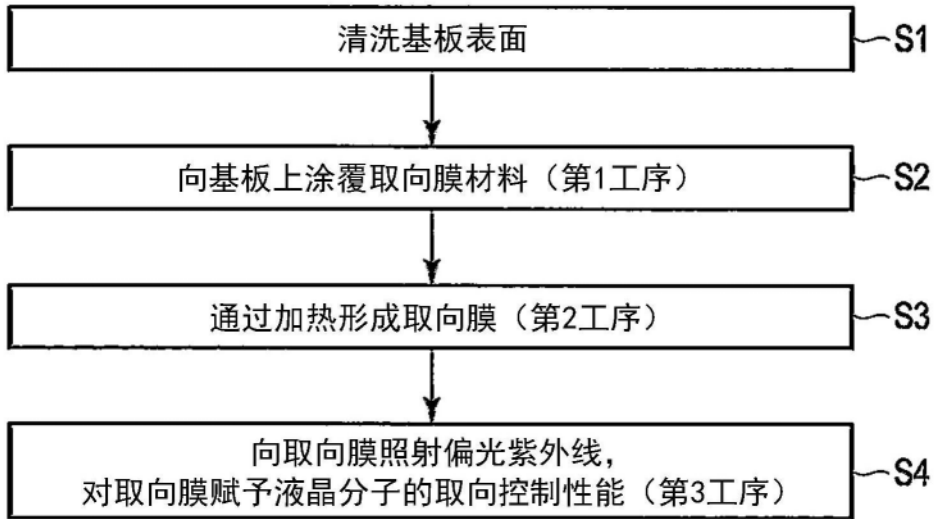 清洗基板表面
S1
向基板上涂覆取向膜材料（第1工序）
S2
通过加热形成取向膜（第2工序）
S3
向取向膜照射偏光紫外线，
对取向膜赋予液晶分子的取向控制性能（第3工序）
S4